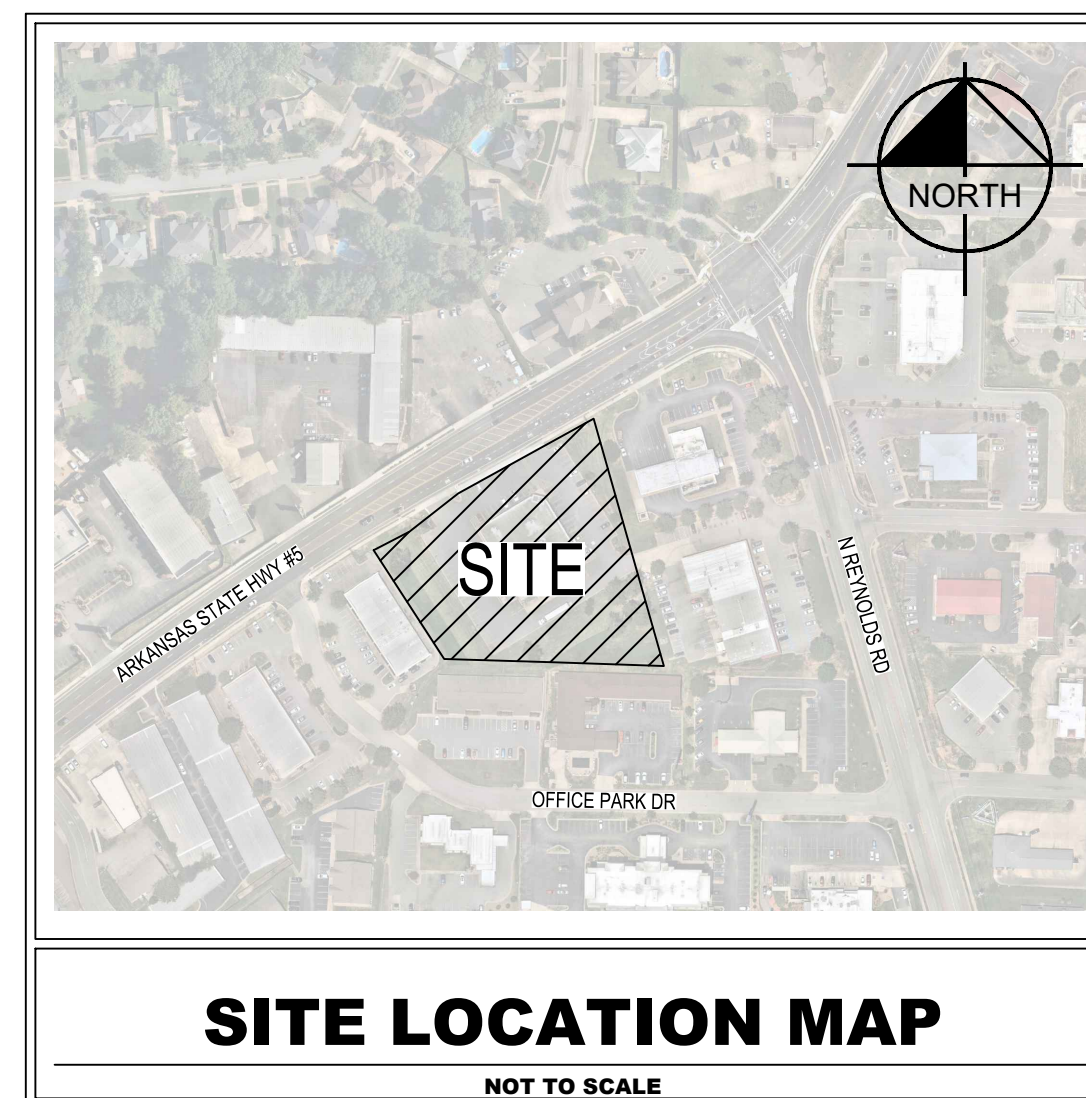 NORTH
SITE
ARKANSAS STATE HWY #5
N REYNOLDS RD
OFFICE PARK DR
SITE LOCATION MAP
NOT TO SCALE